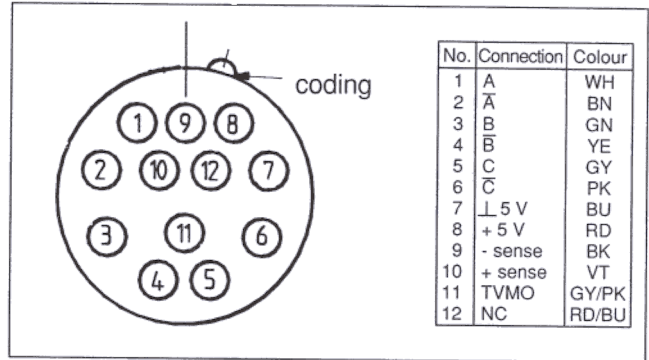 coding
1 9 8
2 10 12 7
3 11 6
4 5
No. Connection Colour
1 A WH
2 A̅ BN
3 B GN
4 B̅ YE
5 C GY
6 C̅ PK
7 ⊥ 5 V BU
8 + 5 V RD
9 - sense BK
10 + sense VT
11 TVMO GY/PK
12 NC RD/BU